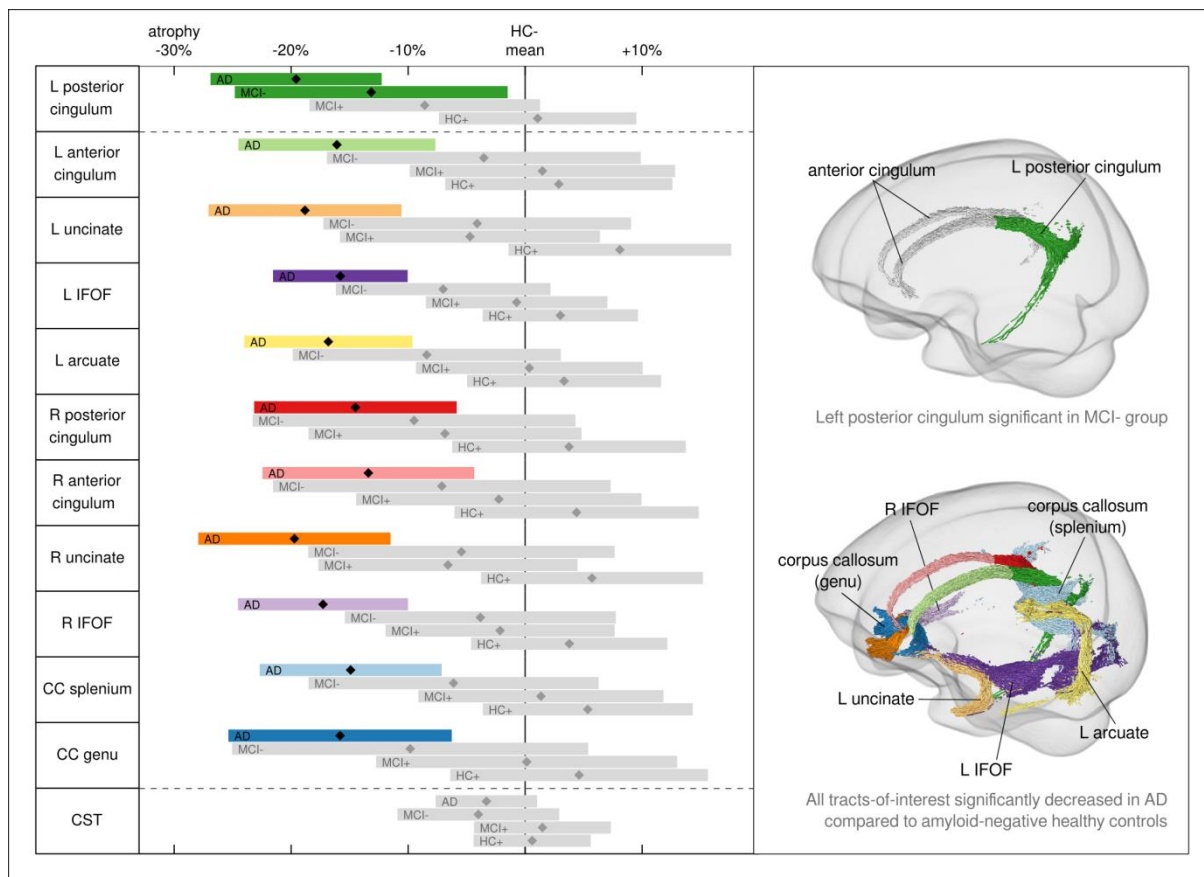 atrophy
-30%
-20%
-10%
HC-
mean
+10%
L posterior
cingulum
AD
MCI-
MCI+
HC+
L anterior
cingulum
AD
MCI-
MCI+
HC+
L uncinate
AD
MCI-
MCI+
HC+
L IFOF
AD
MCI-
MCI+
HC+
L arcuate
AD
MCI-
MCI+
HC+
R posterior
cingulum
AD
MCI-
MCI+
HC+
R anterior
cingulum
AD
MCI-
MCI+
HC+
R uncinate
AD
MCI-
MCI+
HC+
R IFOF
AD
MCI-
MCI+
HC+
CC splenium
AD
MCI-
MCI+
HC+
CC genu
AD
MCI-
MCI+
HC+
CST
AD
MCI-
MCI+
HC+
anterior cingulum
L posterior cingulum
Left posterior cingulum significant in MCI- group
R IFOF
corpus callosum
(splenium)
corpus callosum
(genu)
L uncinate
L arcuate
L IFOF
All tracts-of-interest significantly decreased in AD
compared to amyloid-negative healthy controls